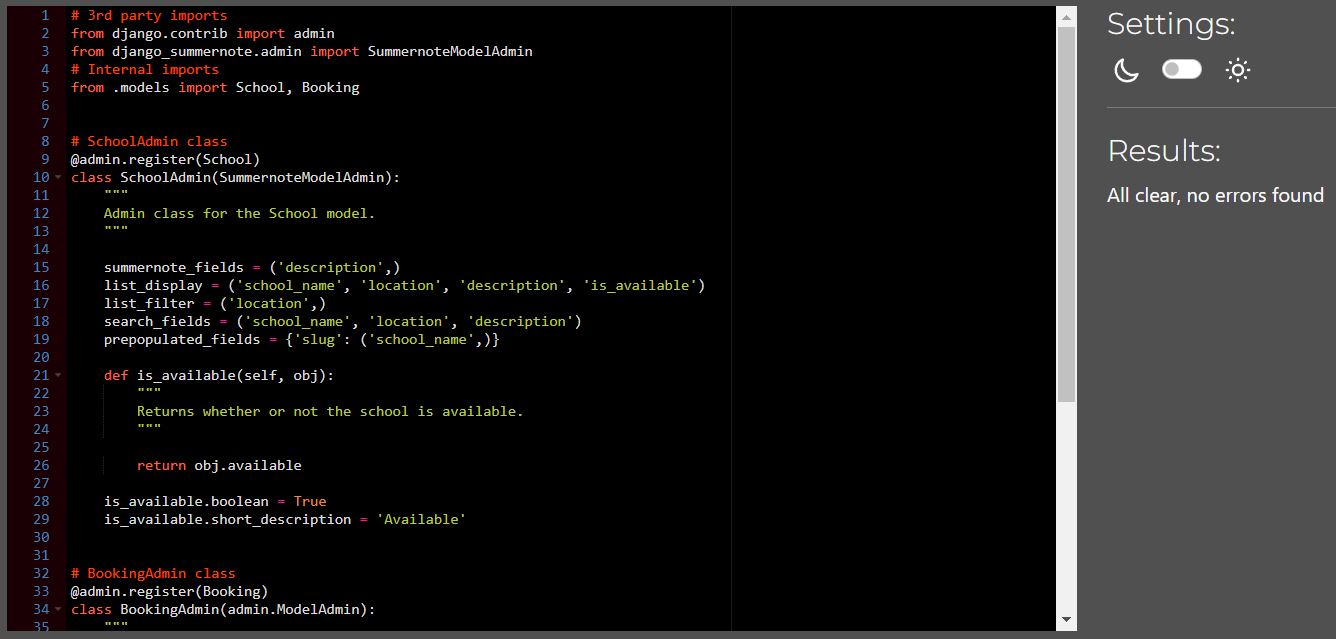 1 # 3rd party imports
2 from django.contrib import admin
3 from django_summernote.admin import SummernoteModelAdmin
4 # Internal imports
5 from .models import School, Booking
6
7
8 # SchoolAdmin class
9 @admin.register(School)
10 class SchoolAdmin(SummernoteModelAdmin):
11     """
12     Admin class for the School model.
13     """
14
15     summernote_fields = ('description',)
16     list_display = ('school_name', 'location', 'description', 'is_available')
17     list_filter = ('location',)
18     search_fields = ('school_name', 'location', 'description')
19     prepopulated_fields = {'slug': ('school_name',)}
20
21     def is_available(self, obj):
22         """
23         Returns whether or not the school is available.
24         """
25
26         return obj.available
27
28     is_available.boolean = True
29     is_available.short_description = 'Available'
30
31
32 # BookingAdmin class
33 @admin.register(Booking)
34 class BookingAdmin(admin.ModelAdmin):
35     """
Settings:
Results:
All clear, no errors found